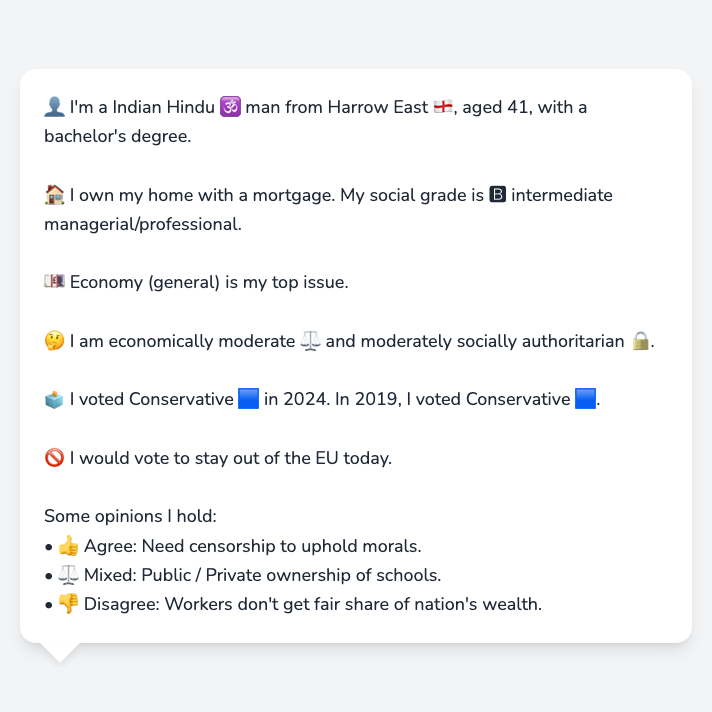 👤 I'm a Indian Hindu 🕉️ man from Harrow East 🏴󠁧󠁢󠁥󠁮󠁧󠁿, aged 41, with a
bachelor's degree.
🏠 I own my home with a mortgage. My social grade is 🅱️ intermediate
managerial/professional.
💷 Economy (general) is my top issue.
🤔 I am economically moderate ⚖️ and moderately socially authoritarian 🔒.
🗳️ I voted Conservative 🟦 in 2024. In 2019, I voted Conservative 🟦.
🚫 I would vote to stay out of the EU today.
Some opinions I hold:
• 👍 Agree: Need censorship to uphold morals.
• ⚖️ Mixed: Public / Private ownership of schools.
• 👎 Disagree: Workers don't get fair share of nation's wealth.